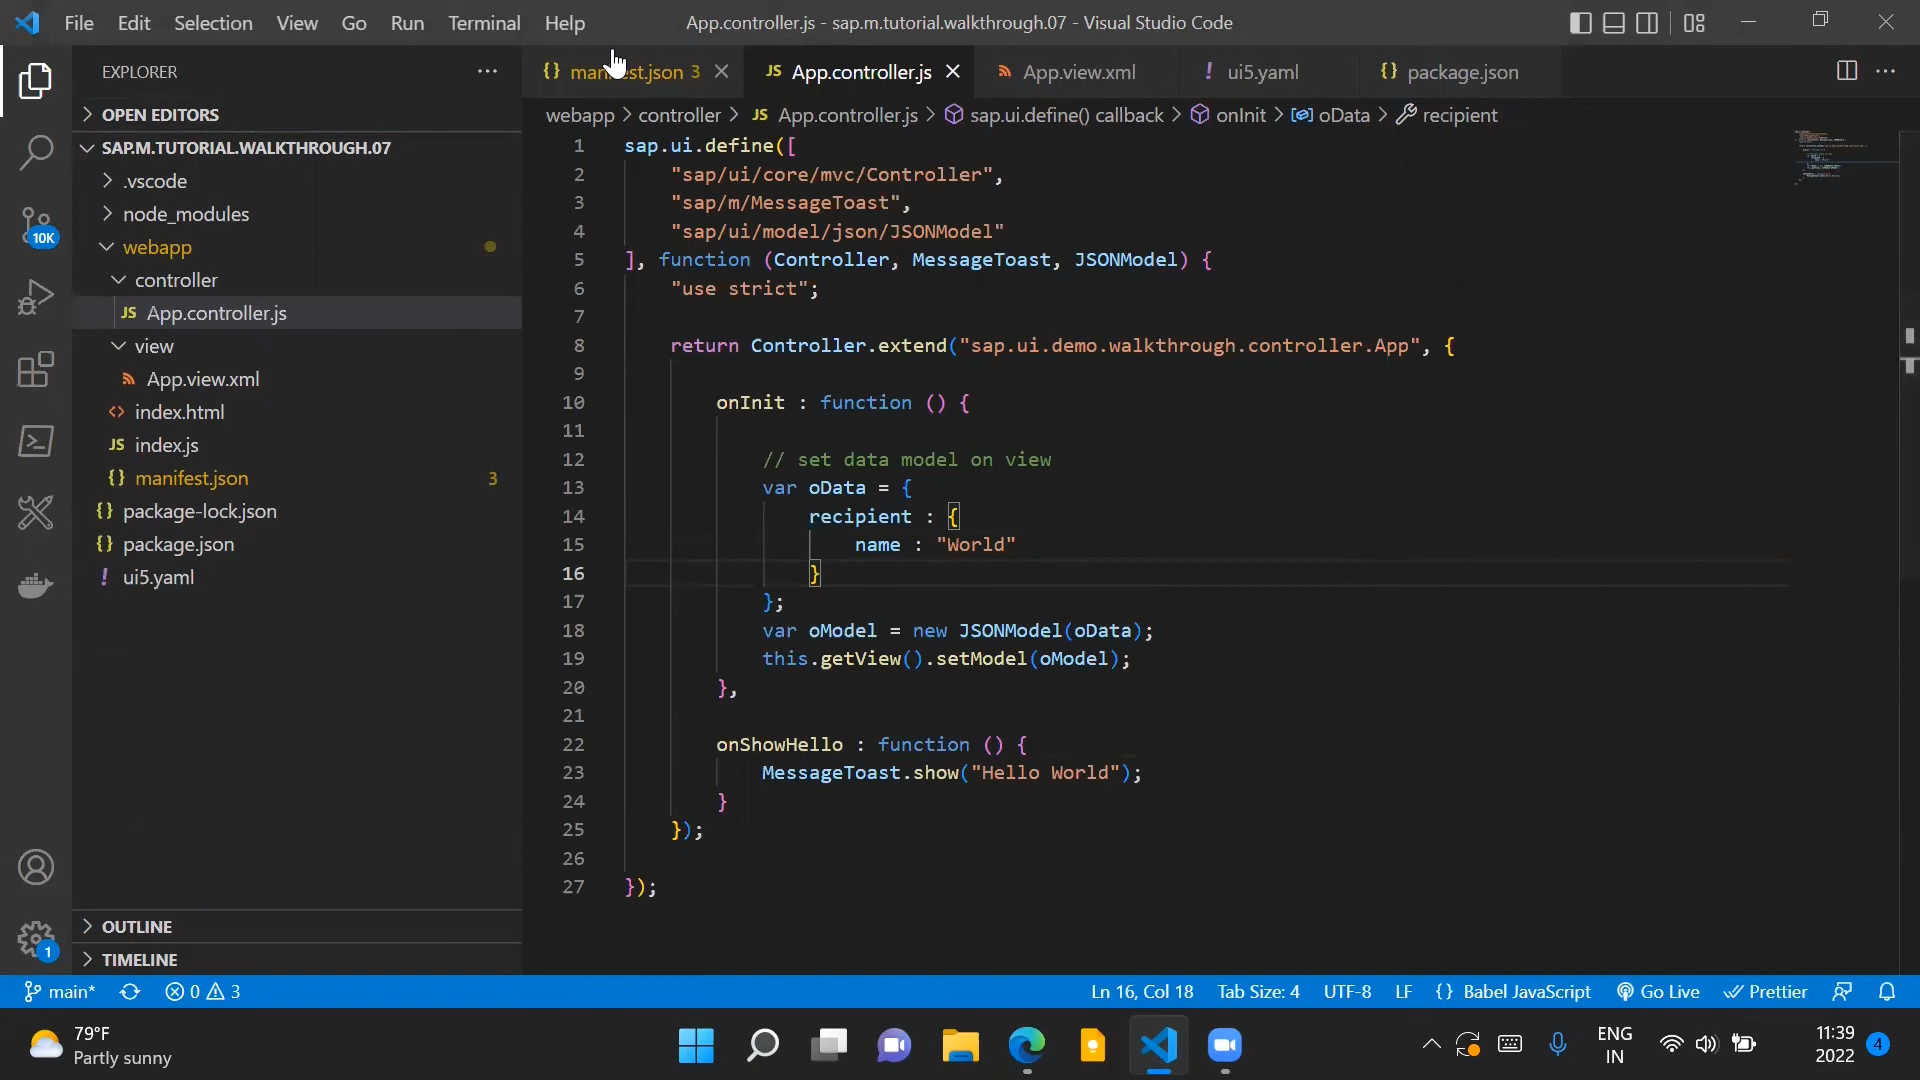 File Edit Selection View Go Run Terminal Help
App.controller.js - sap.m.tutorial.walkthrough.07 - Visual Studio Code
EXPLORER
{} manifest.json 3
JS App.controller.js
App.view.xml
! ui5.yaml
{} package.json
OPEN EDITORS
SAP.M.TUTORIAL.WALKTHROUGH.07
.vscode
node_modules
webapp
controller
JS App.controller.js
view
App.view.xml
<> index.html
JS index.js
{} manifest.json 3
{} package-lock.json
{} package.json
! ui5.yaml
OUTLINE
TIMELINE
10K
1
webapp > controller > JS App.controller.js > sap.ui.define() callback > onInit > oData > recipient
1 sap.ui.define([
2 "sap/ui/core/mvc/Controller",
3 "sap/m/MessageToast",
4 "sap/ui/model/json/JSONModel"
5 ], function (Controller, MessageToast, JSONModel) {
6 "use strict";
7
8 return Controller.extend("sap.ui.demo.walkthrough.controller.App", {
9
10 onInit : function () {
11
12 // set data model on view
13 var oData = {
14 recipient : {
15 name : "World"
16 }
17 };
18 var oModel = new JSONModel(oData);
19 this.getView().setModel(oModel);
20 },
21
22 onShowHello : function () {
23 MessageToast.show("Hello World");
24 }
25 });
26
27 });
main* 0 3
Ln 16, Col 18 Tab Size: 4 UTF-8 LF {} Babel JavaScript Go Live Prettier
79°F
Partly sunny
ENG
IN
11:39
2022
4